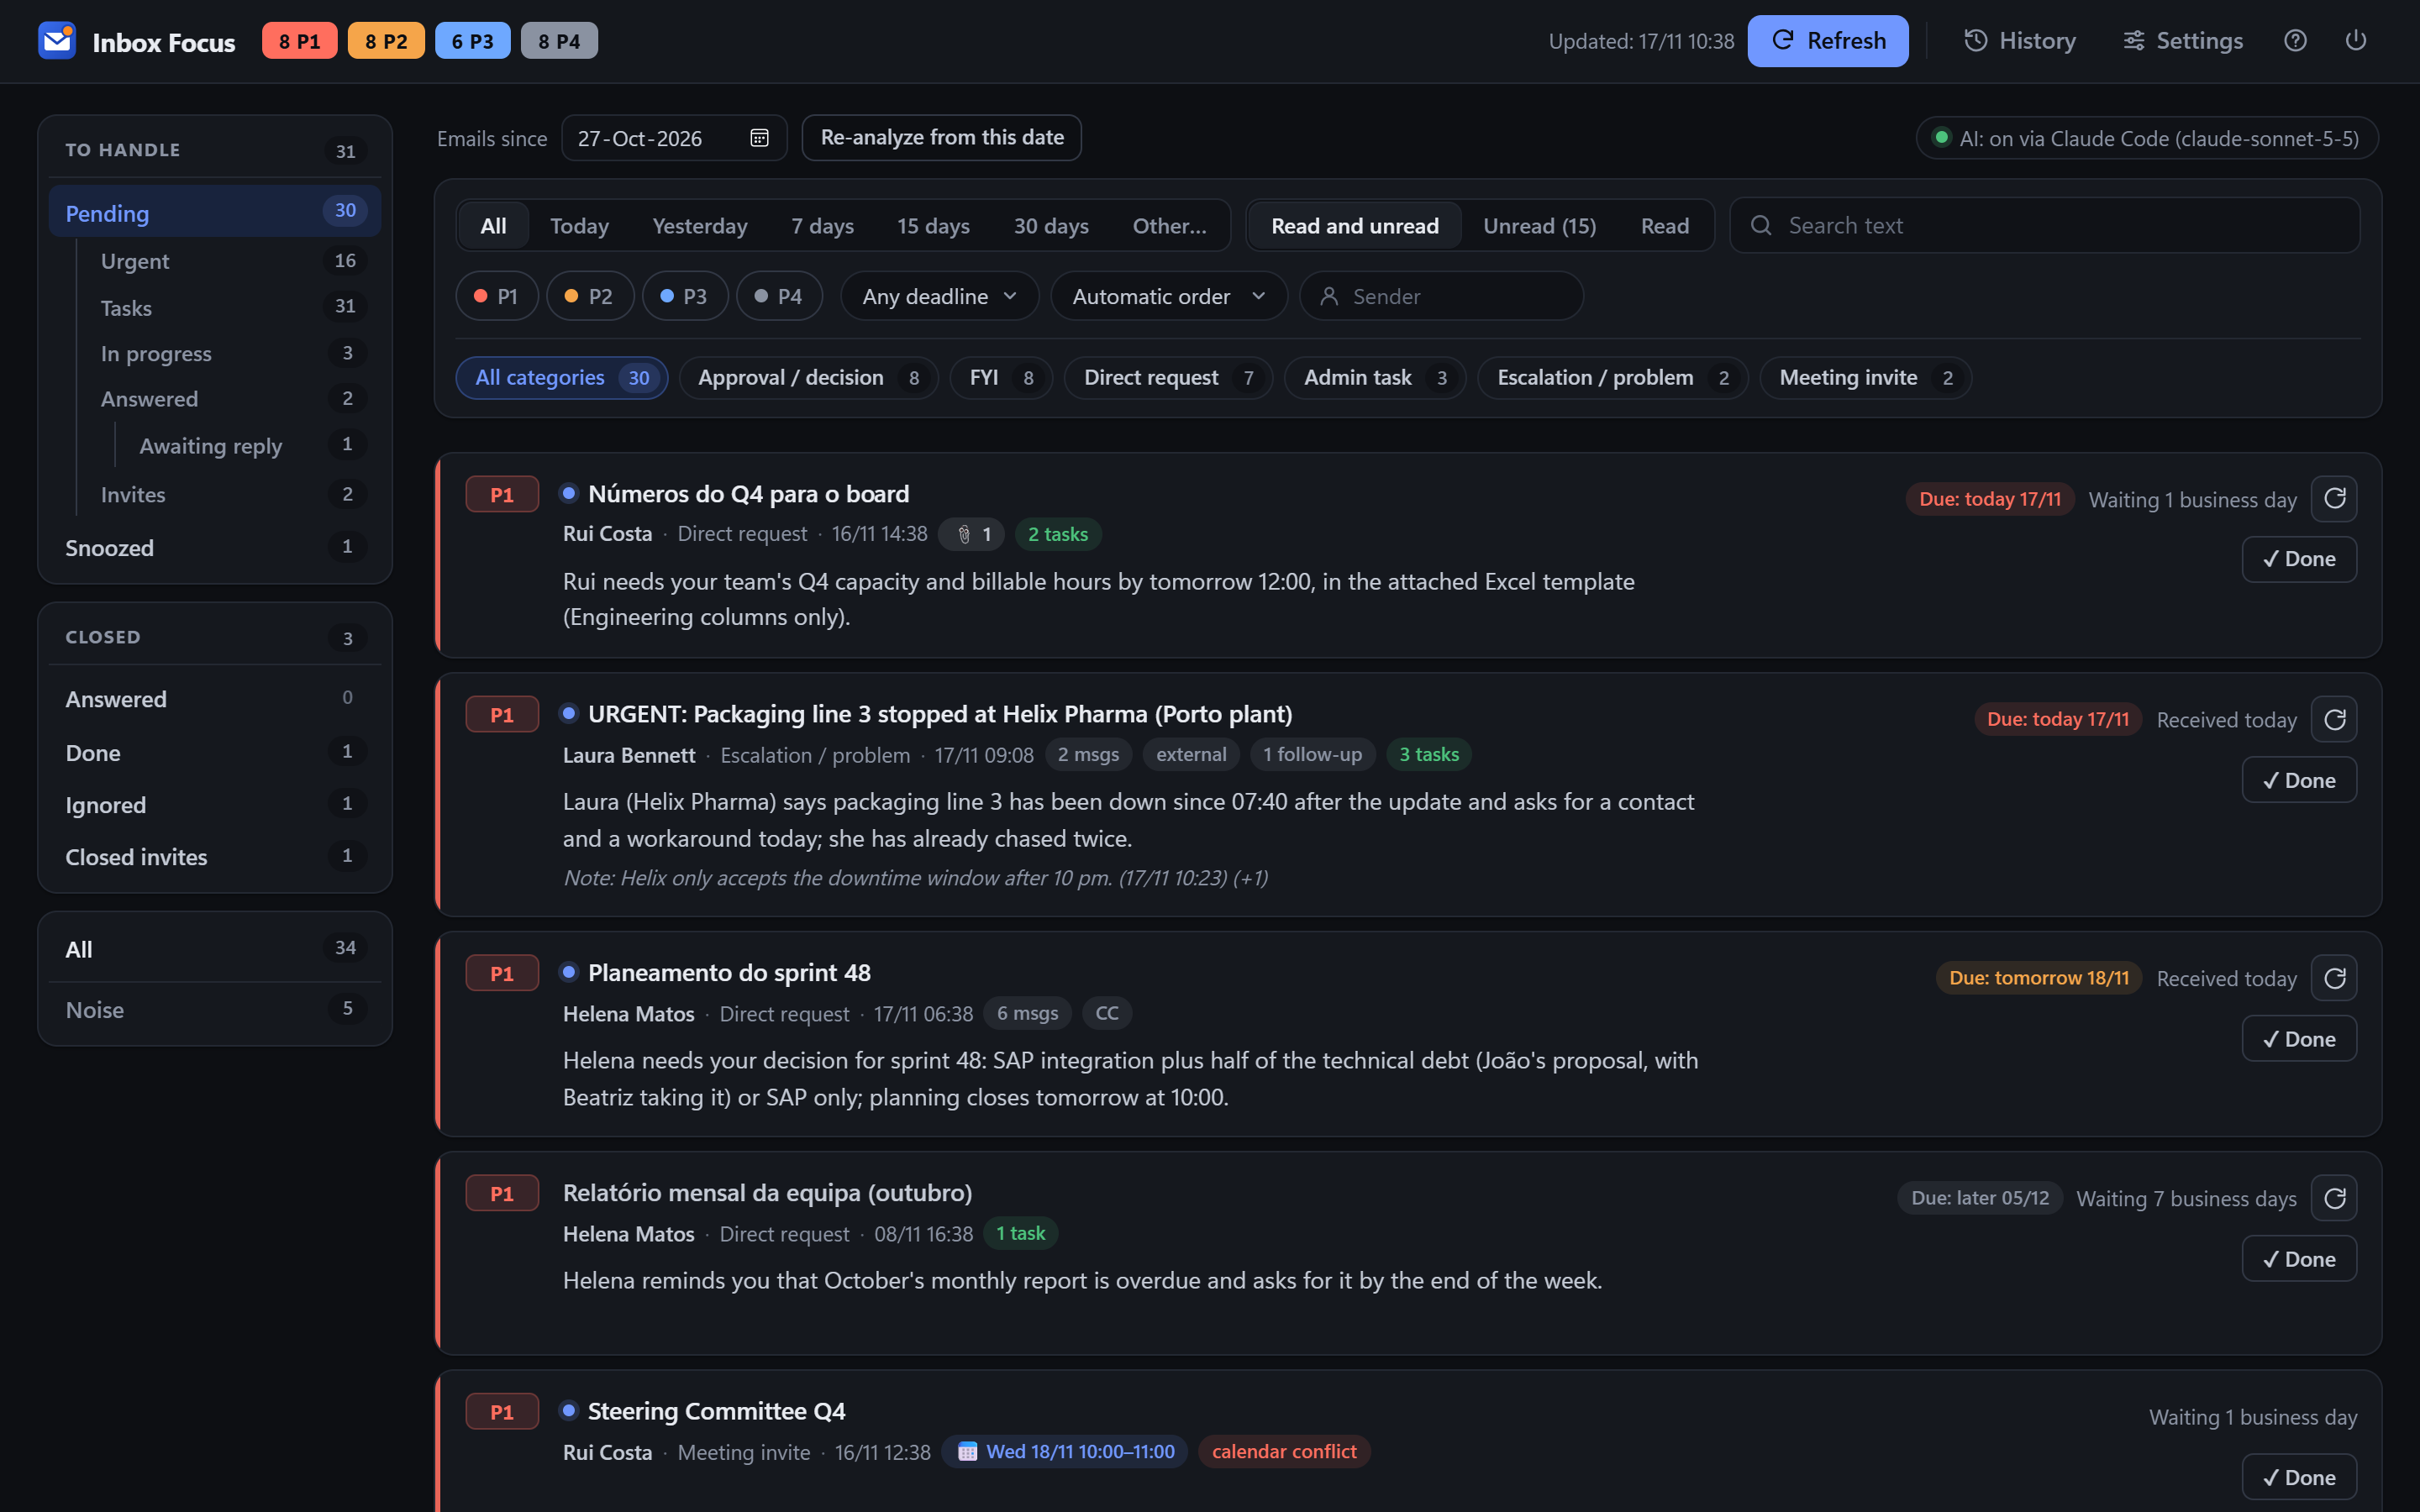 Inbox Focus 8 P1 8 P2 6 P3 8 P4 Updated: 17/11 10:38 Refresh History Settings
TO HANDLE 31
Pending 30
Urgent 16
Tasks 31
In progress 3
Answered 2
Awaiting reply 1
Invites 2
Snoozed 1
CLOSED 3
Answered 0
Done 1
Ignored 1
Closed invites 1
All 34
Noise 5
Emails since 27-Oct-2026 Re-analyze from this date AI: on via Claude Code (claude-sonnet-5-5)
All Today Yesterday 7 days 15 days 30 days Other... Read and unread Unread (15) Read Search text
P1 P2 P3 P4 Any deadline Automatic order Sender
All categories 30 Approval / decision 8 FYI 8 Direct request 7 Admin task 3 Escalation / problem 2 Meeting invite 2
P1 Números do Q4 para o board Due: today 17/11 Waiting 1 business day
Rui Costa · Direct request · 16/11 14:38 1 2 tasks
✓ Done
Rui needs your team's Q4 capacity and billable hours by tomorrow 12:00, in the attached Excel template
(Engineering columns only).
P1 URGENT: Packaging line 3 stopped at Helix Pharma (Porto plant) Due: today 17/11 Received today
Laura Bennett · Escalation / problem · 17/11 09:08 2 msgs external 1 follow-up 3 tasks
✓ Done
Laura (Helix Pharma) says packaging line 3 has been down since 07:40 after the update and asks for a contact
and a workaround today; she has already chased twice.
Note: Helix only accepts the downtime window after 10 pm. (17/11 10:23) (+1)
P1 Planeamento do sprint 48 Due: tomorrow 18/11 Received today
Helena Matos · Direct request · 17/11 06:38 6 msgs CC
✓ Done
Helena needs your decision for sprint 48: SAP integration plus half of the technical debt (João's proposal, with
Beatriz taking it) or SAP only; planning closes tomorrow at 10:00.
P1 Relatório mensal da equipa (outubro) Due: later 05/12 Waiting 7 business days
Helena Matos · Direct request · 08/11 16:38 1 task
✓ Done
Helena reminds you that October's monthly report is overdue and asks for it by the end of the week.
P1 Steering Committee Q4 Waiting 1 business day
Rui Costa · Meeting invite · 16/11 12:38 Wed 18/11 10:00–11:00 calendar conflict
✓ Done